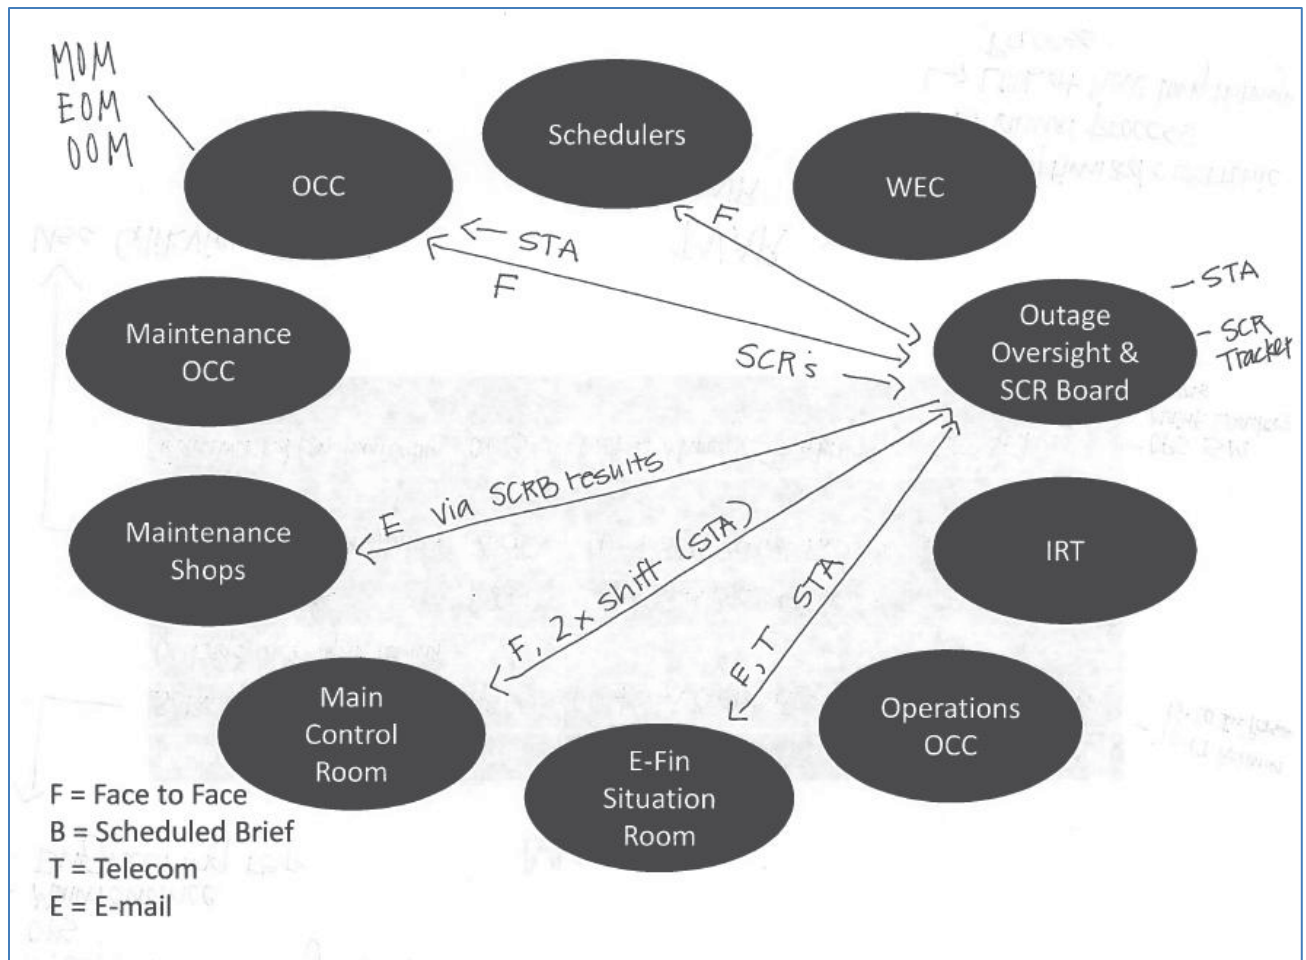 MOM
EOM
OOM
OCC
Schedulers
WEC
F
STA
F
Outage
Oversight &
SCR Board
STA
SCR
Tracker
SCR's
Maintenance
OCC
E via SCRB results
Maintenance
Shops
F, 2x shift (STA)
E, T STA
IRT
Main
Control
Room
Operations
OCC
E-Fin
Situation
Room
F = Face to Face
B = Scheduled Brief
T = Telecom
E = E-mail